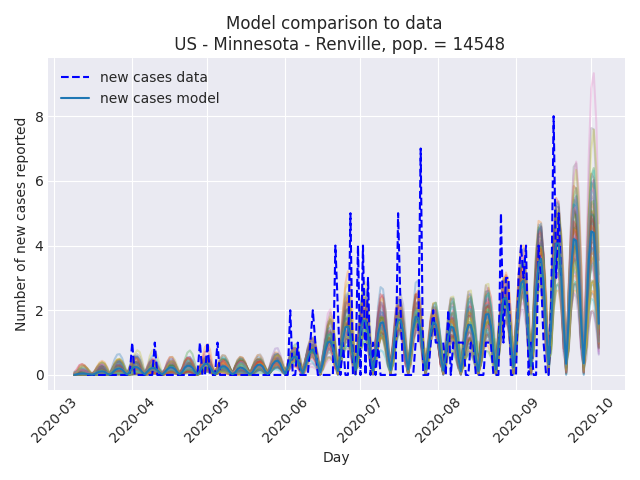 Model comparison to data
US - Minnesota - Renville, pop. = 14548
new cases data
new cases model
Number of new cases reported
8
6
4
2
0
2020-03
2020-04
2020-05
2020-06
2020-07
2020-08
2020-09
2020-10
Day